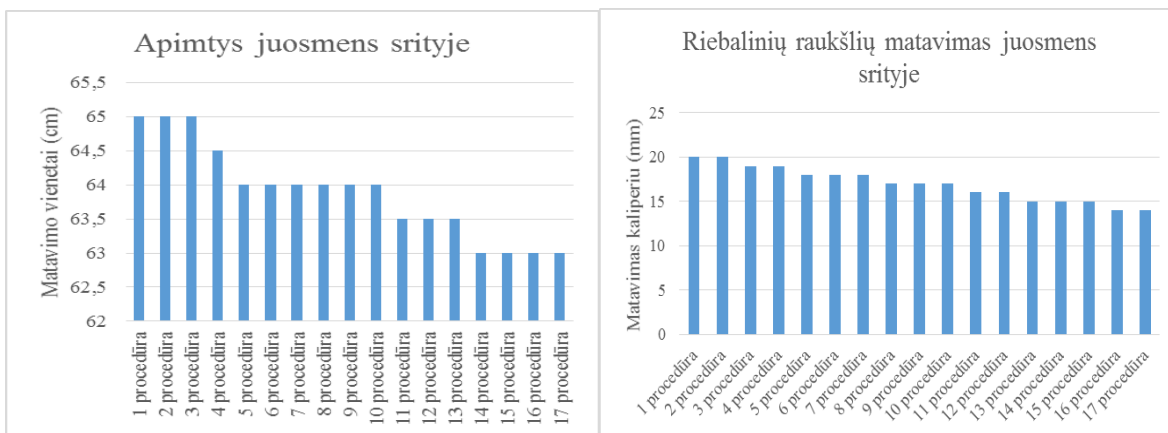 Apimtys juosmens srityje
Matavimo vienetai (cm)
65,5
65
64,5
64
63,5
63
62,5
62
1 procedūra
2 procedūra
3 procedūra
4 procedūra
5 procedūra
6 procedūra
7 procedūra
8 procedūra
9 procedūra
10 procedūra
11 procedūra
12 procedūra
13 procedūra
14 procedūra
15 procedūra
16 procedūra
17 procedūra
Riebalinių raukšlių matavimas juosmens
srityje
Matavimas kaliperiu (mm)
25
20
15
10
5
0
1 procedūra
2 procedūra
3 procedūra
4 procedūra
5 procedūra
6 procedūra
7 procedūra
8 procedūra
9 procedūra
10 procedūra
11 procedūra
12 procedūra
13 procedūra
14 procedūra
15 procedūra
16 procedūra
17 procedūra